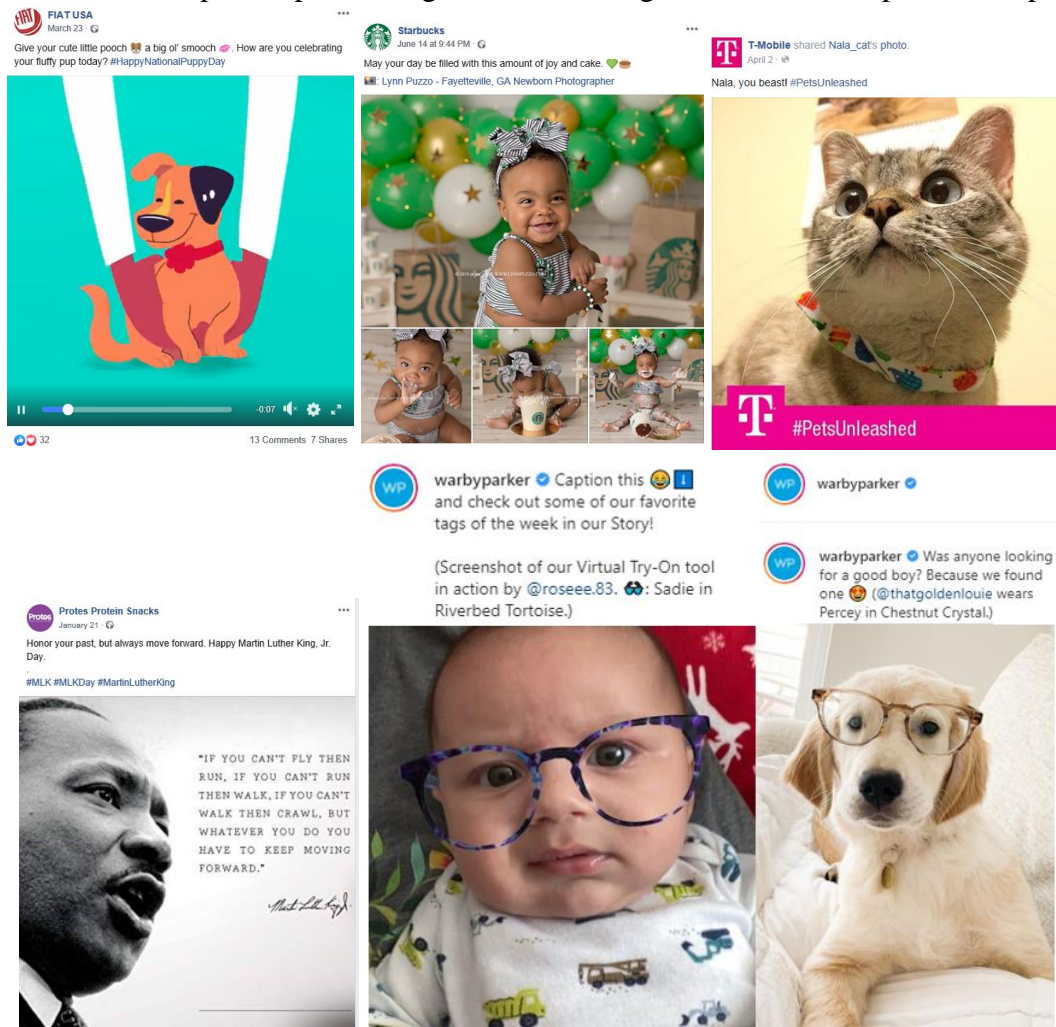 FIAT USA
March 23
Give your cute little pooch 🐻 a big ol' smooch 💋. How are you celebrating
your fluffy pup today? #HappyNationalPuppyDay
-0:07
32
13 Comments 7 Shares
Starbucks
June 14 at 9:44 PM
May your day be filled with this amount of joy and cake. 💚🍰
📷: Lynn Puzzo - Fayetteville, GA Newborn Photographer
T
T-Mobile shared Nala_cat's photo.
April 2
Nala, you beast! #PetsUnleashed
T
#PetsUnleashed
Protes
Protes Protein Snacks
January 21
Honor your past, but always move forward. Happy Martin Luther King, Jr.
Day.
.
#MLK #MLKDay #MartinLutherKing
"IF YOU CAN'T FLY THEN
RUN, IF YOU CAN'T RUN
THEN WALK, IF YOU CAN'T
WALK THEN CRAWL, BUT
WHATEVER YOU DO YOU
HAVE TO KEEP MOVING
FORWARD."
WP
warbyparker Caption this 😂⬇️
and check out some of our favorite
tags of the week in our Story!
(Screenshot of our Virtual Try-On tool
in action by @roseee.83. 👓: Sadie in
Riverbed Tortoise.)
WP
warbyparker
WP
warbyparker Was anyone looking
for a good boy? Because we found
one 😍 (@thatgoldenlouie wears
Percey in Chestnut Crystal.)